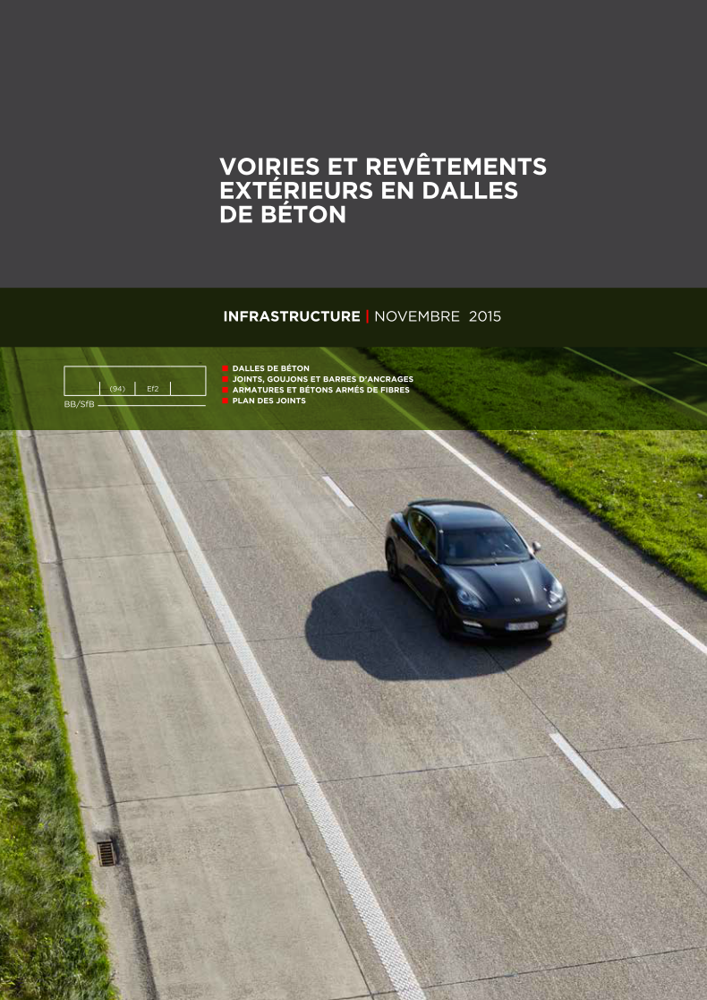 VOIRIES ET REVÊTEMENTS
EXTÉRIEURS EN DALLES
DE BÉTON
INFRASTRUCTURE | NOVEMBRE 2015
(94) Ef2
BB/SfB
DALLES DE BÉTON
JOINTS, GOUJONS ET BARRES D'ANCRAGES
ARMATURES ET BÉTONS ARMÉS DE FIBRES
PLAN DES JOINTS